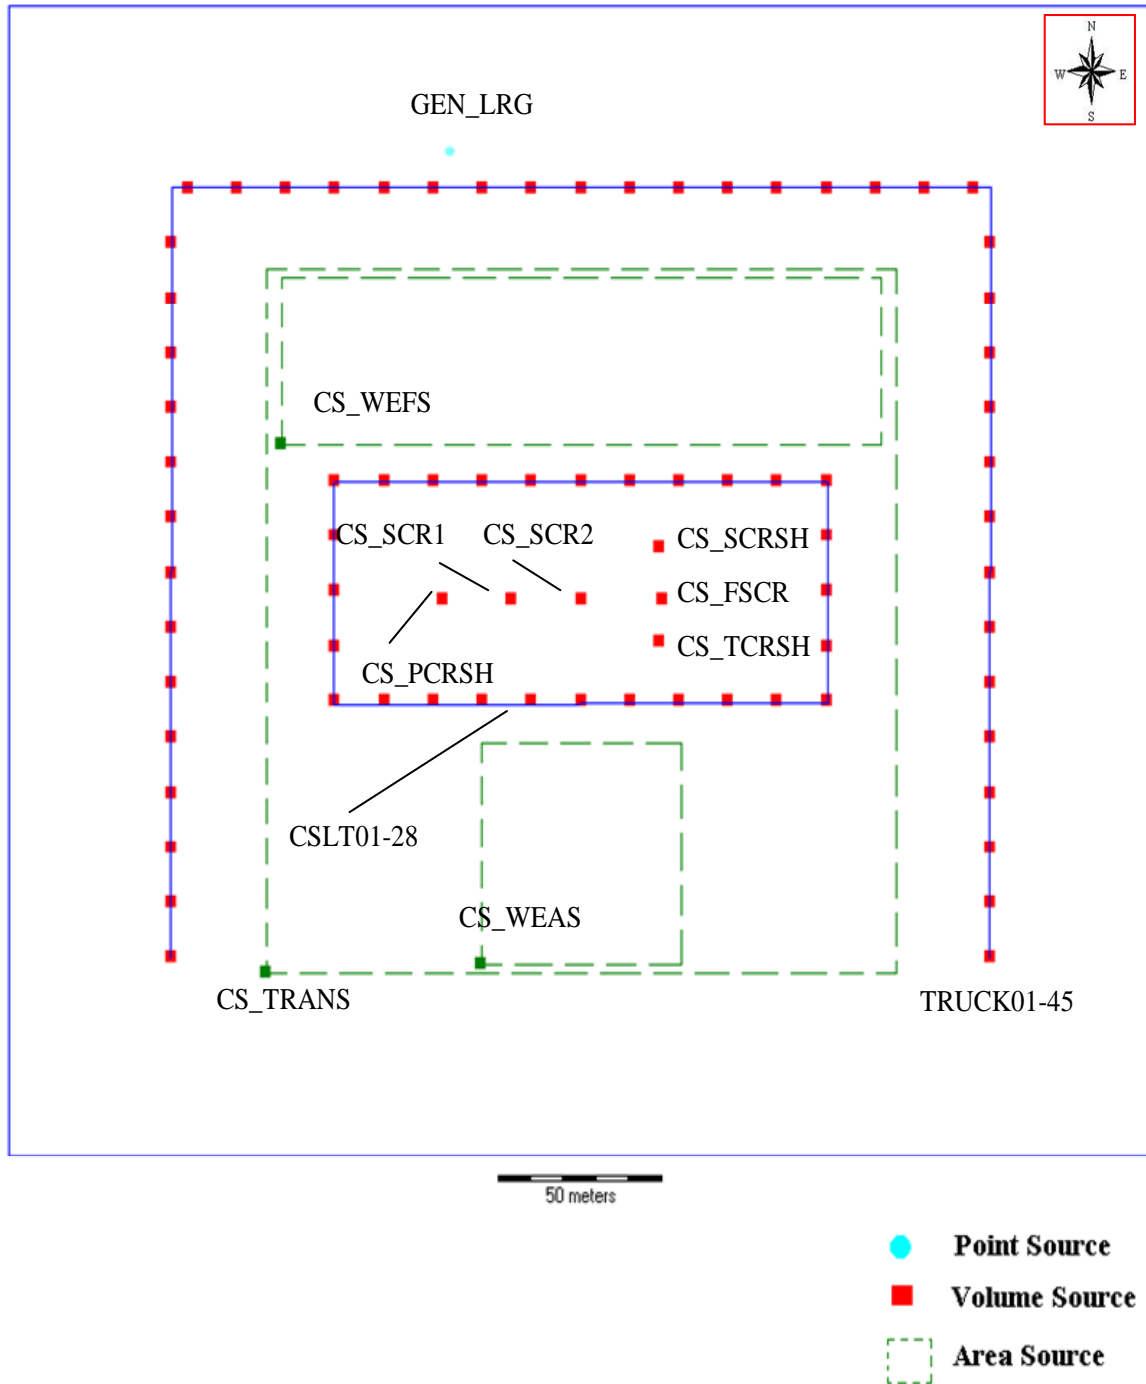 N
W E
S
GEN_LRG
CS_WEFS
CS_SCR1 CS_SCR2 CS_SCRSH
CS_FSCR
CS_TCRSH
CS_PCRSH
CSLT01-28
CS_WEAS
CS_TRANS
TRUCK01-45
50 meters
Point Source
Volume Source
Area Source